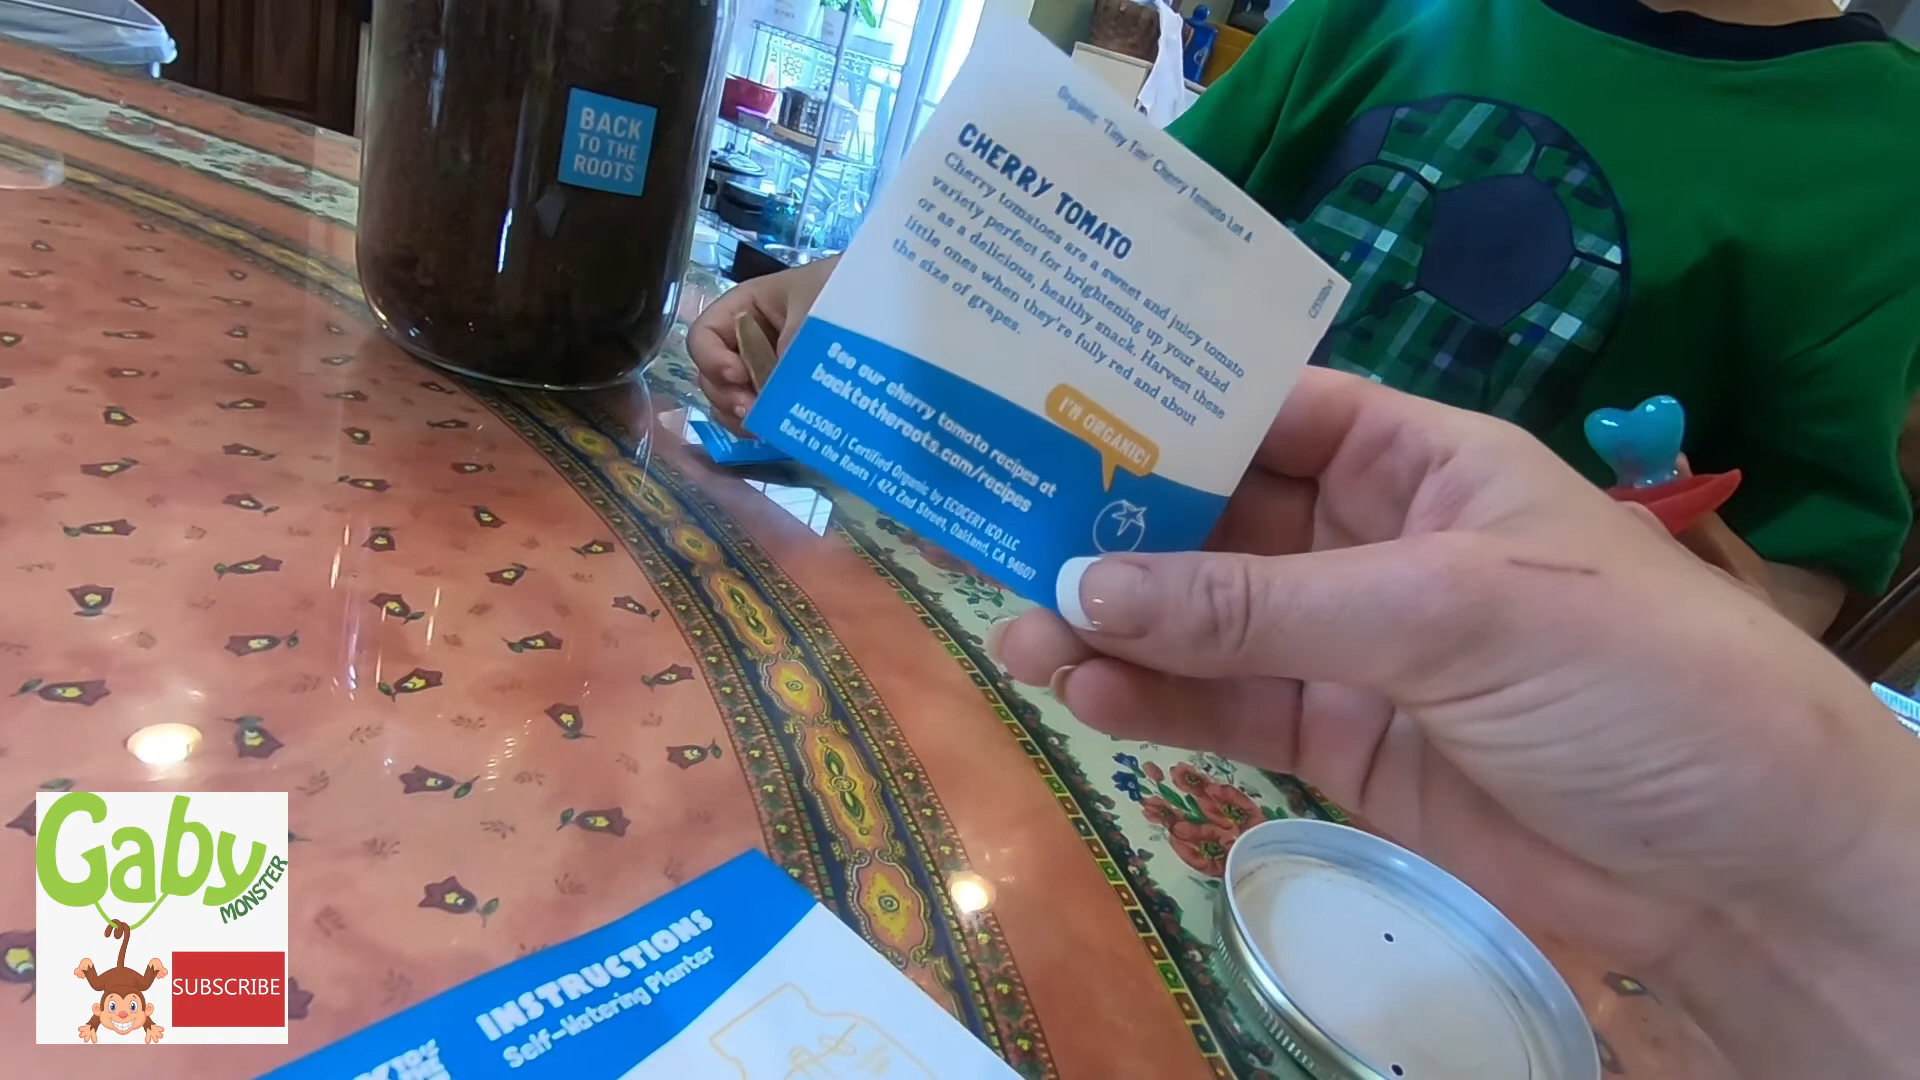 BACK
TO THE
ROOTS
Organic 'Tiny Tim' Cherry Tomato Lot A
CHERRY TOMATO
Cherry tomatoes are a sweet and juicy tomato
variety perfect for brightening up your salad
or as a delicious, healthy snack. Harvest these
little ones when they're fully red and about
the size of grapes.
I'M ORGANIC!
See our cherry tomato recipes at
backtotheroots.com/recipes
AMS5060 | Certified Organic by ECOCERT ICO,LLC
Back to the Roots | 424 2nd Street, Oakland, CA 94607
INSTRUCTIONS
Self-Watering Planter
TO THE
Gaby
MONSTER
SUBSCRIBE